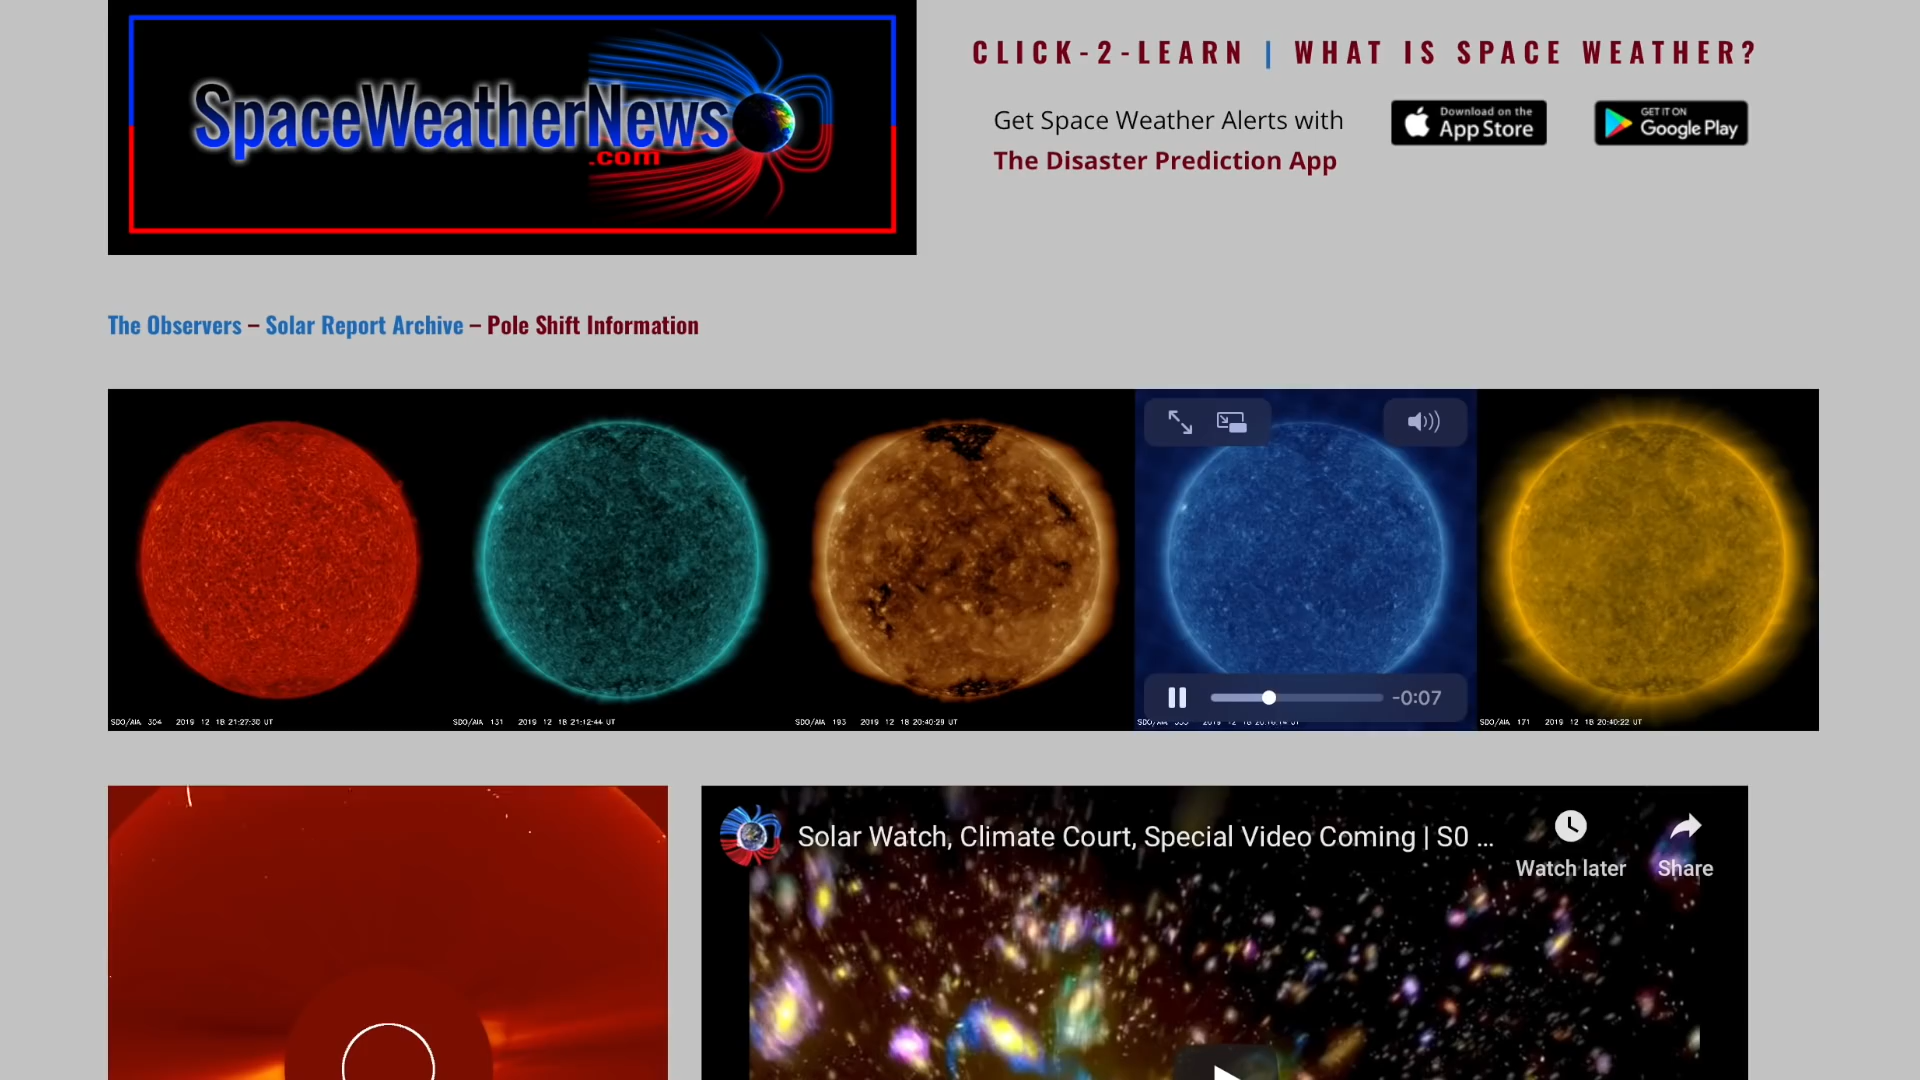 SpaceWeatherNews
.com
CLICK-2-LEARN | WHAT IS SPACE WEATHER?
Get Space Weather Alerts with
The Disaster Prediction App
Download on the
App Store
GET IT ON
Google Play
The Observers – Solar Report Archive – Pole Shift Information
-0:07
SDO/AIA 304 2019 12 18 21:27:30 UT
SDO/AIA 131 2019 12 18 21:12:44 UT
SDO/AIA 193 2019 12 18 20:40:29 UT
SDO/AIA 171 2019 12 18 20:40:22 UT
Solar Watch, Climate Court, Special Video Coming | S0 ...
Watch later
Share